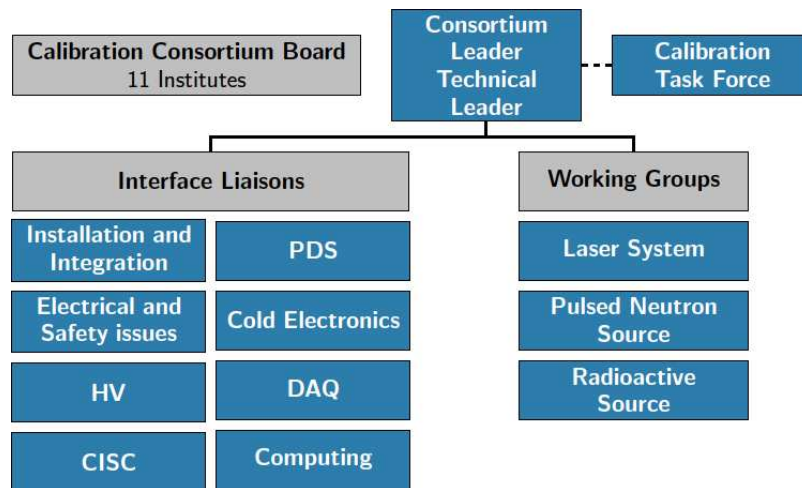 Calibration Consortium Board
11 Institutes
Consortium
Leader
Technical
Leader
Calibration
Task Force
Interface Liaisons
Working Groups
Installation and
Integration
PDS
Laser System
Electrical and
Safety issues
Cold Electronics
Pulsed Neutron
Source
HV
DAQ
Radioactive
Source
CISC
Computing